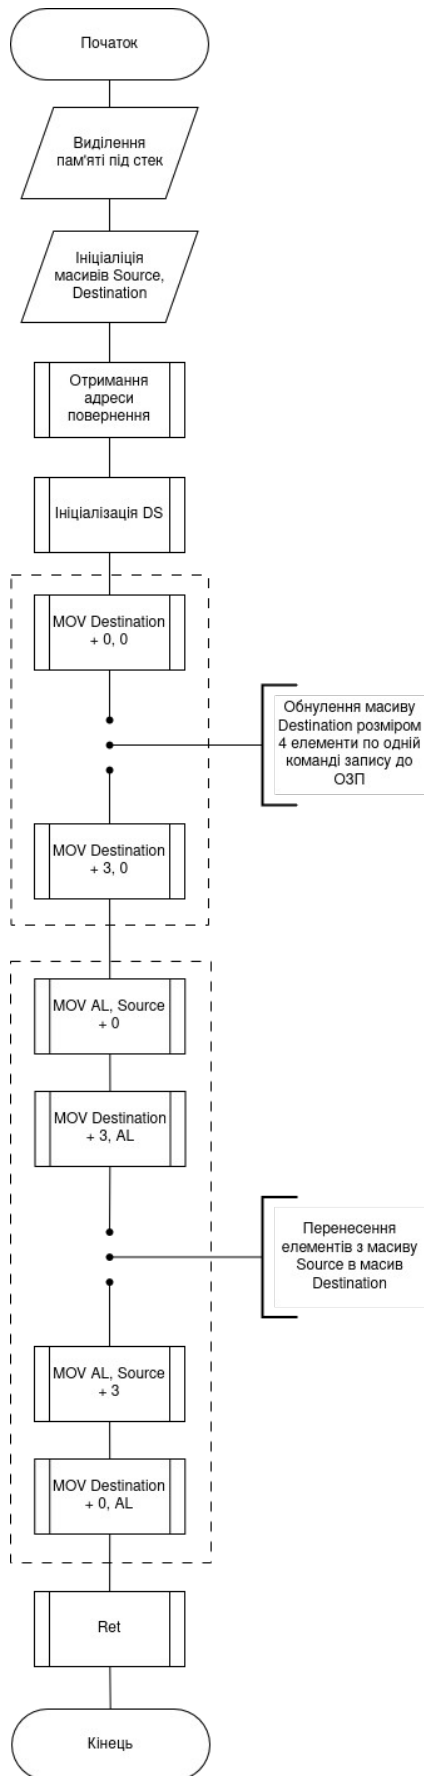 Початок
Виділення
пам'яті під стек
Ініціаліція
масивів Source,
Destination
Отримання
адреси
повернення
Ініціалізація DS
MOV Destination
+ 0, 0
Обнулення масиву
Destination розміром
4 елементи по одній
команді запису до
ОЗП
MOV Destination
+ 3, 0
MOV AL, Source
+ 0
MOV Destination
+ 3, AL
Перенесення
елементів з масиву
Source в масив
Destination
MOV AL, Source
+ 3
MOV Destination
+ 0, AL
Ret
Кінець